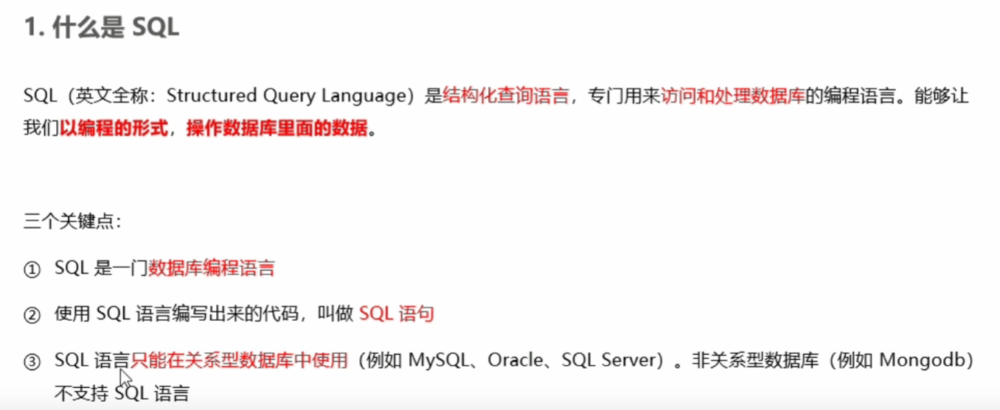 1. 什么是 SQL
SQL（英文全称：Structured Query Language）是结构化查询语言，专门用来访问和处理数据库的编程语言。能够让
我们以编程的形式，操作数据库里面的数据。
三个关键点：
① SQL 是一门数据库编程语言
② 使用 SQL 语言编写出来的代码，叫做 SQL 语句
③ SQL 语言只能在关系型数据库中使用（例如 MySQL、Oracle、SQL Server）。非关系型数据库（例如 Mongodb）
不支持 SQL 语言